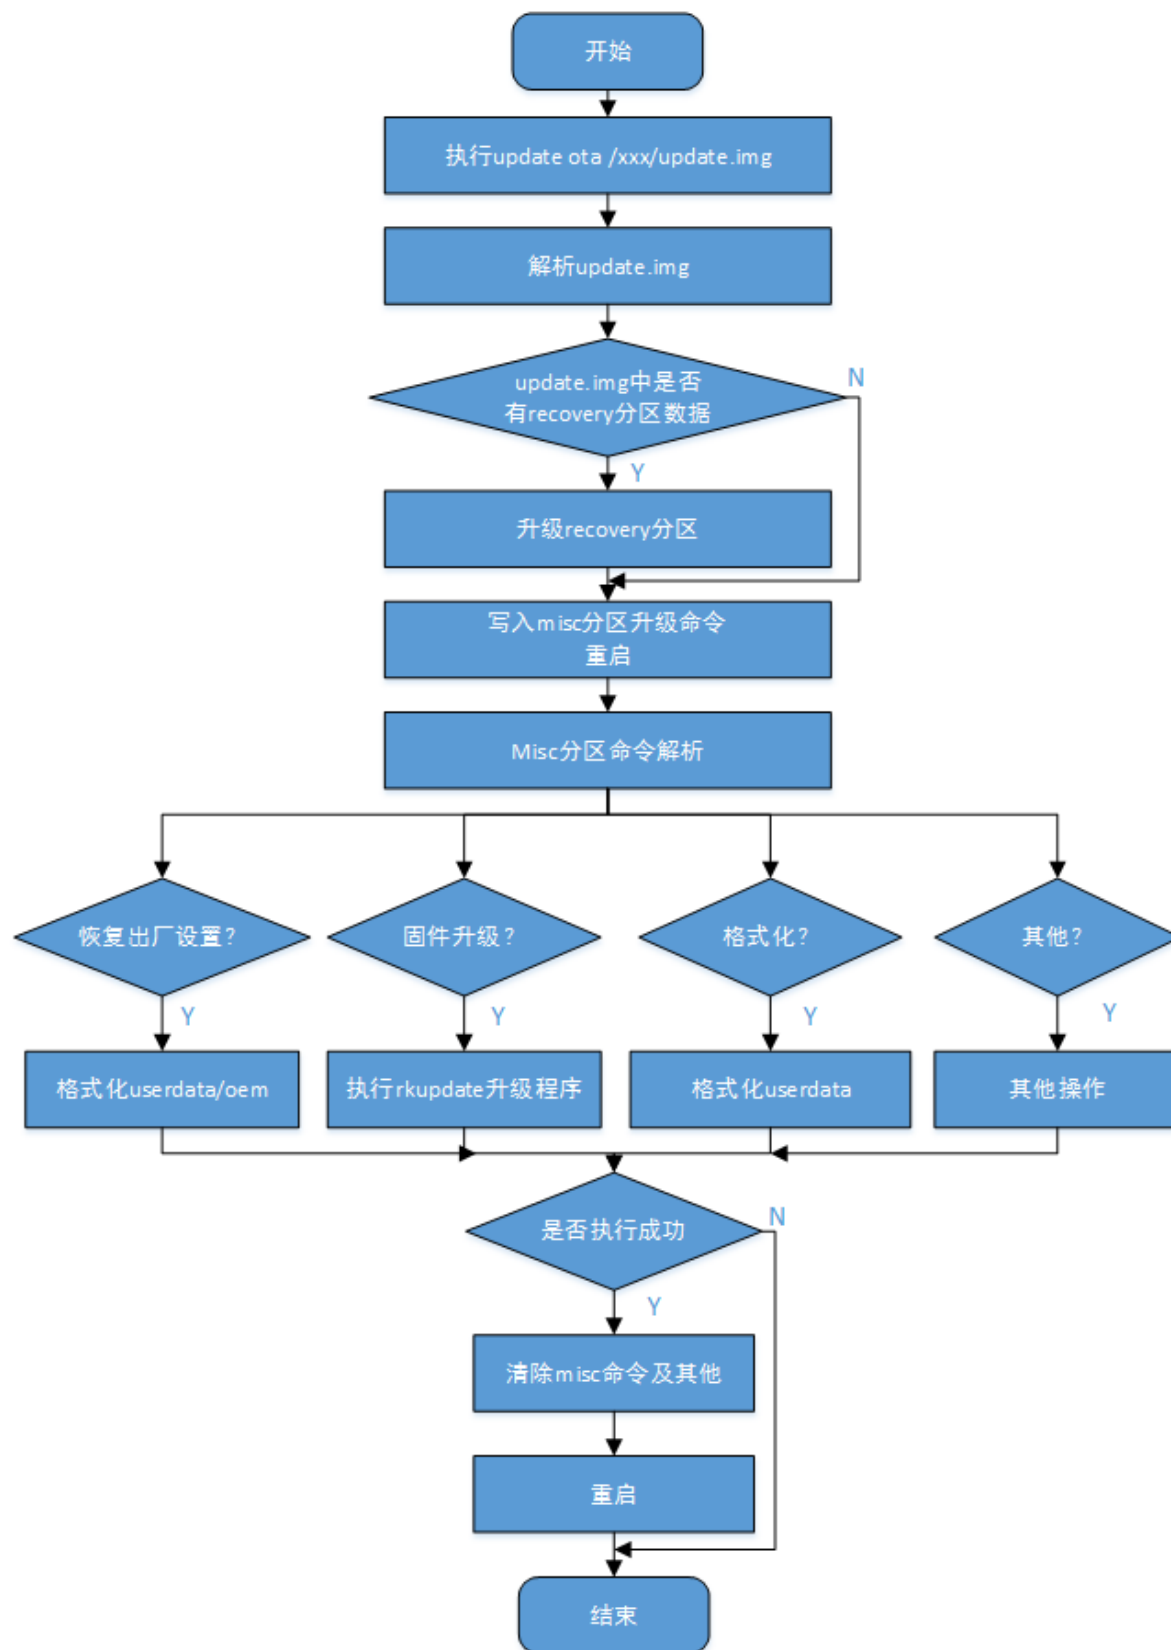 开始
执行update ota /xxx/update.img
解析update.img
update.img中是否
有recovery分区数据
N
Y
升级recovery分区
写入misc分区升级命令
重启
Misc分区命令解析
恢复出厂设置?
固件升级?
格式化?
其他?
Y
Y
Y
Y
格式化userdata/oem
执行rkupdate升级程序
格式化userdata
其他操作
是否执行成功
N
Y
清除misc命令及其他
重启
结束